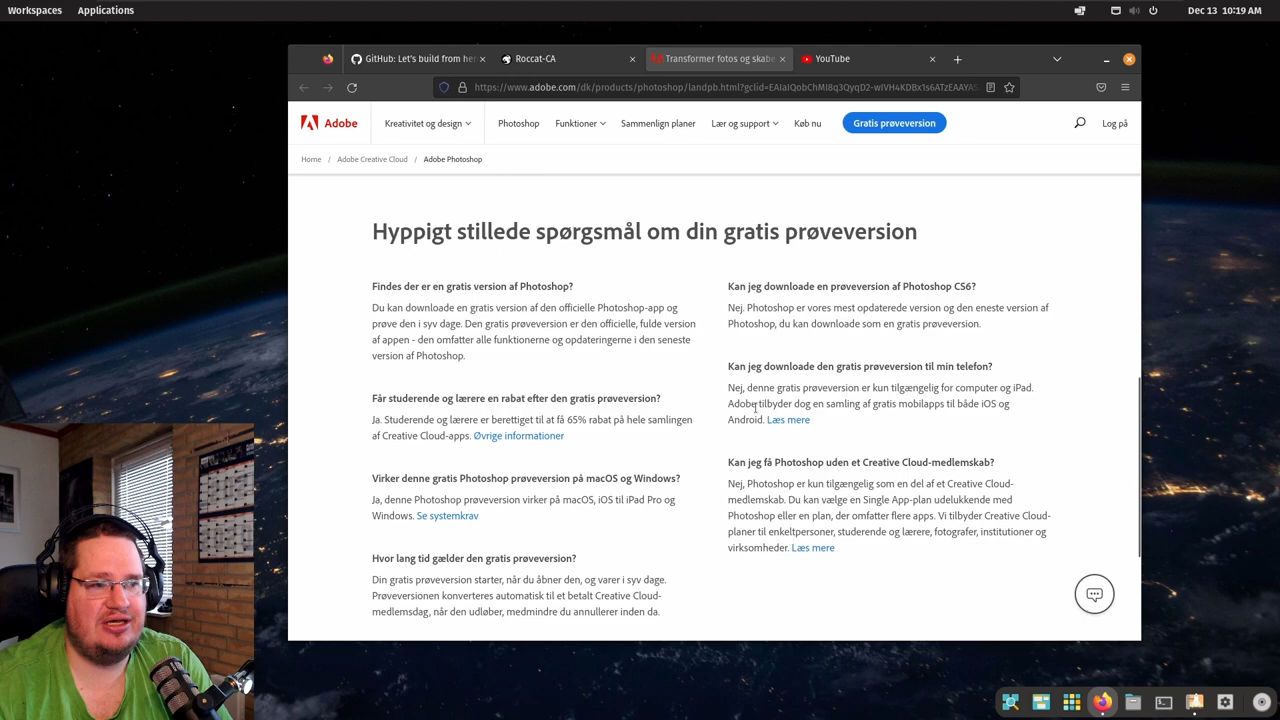 Workspaces Applications Dec 13 10:19 AM
GitHub: Let's build from her Roccat-CA Transformer fotos og skabe YouTube
https://www.adobe.com/dk/products/photoshop/landpb.html?gclid=
Adobe Kreativitet og design Photoshop Funktioner Sammenlign planer Lær og support Køb nu Gratis prøveversion Log på
Home / Adobe Creative Cloud / Adobe Photoshop
Hyppigt stillede spørgsmål om din gratis prøveversion
Findes der er en gratis version af Photoshop?
Du kan downloade en gratis version af den officielle Photoshop-app og
prøve den i syv dage. Den gratis prøveversion er den officielle, fulde version
af appen - den omfatter alle funktionerne og opdateringerne i den seneste
version af Photoshop.
Får studerende og lærere en rabat efter den gratis prøveversion?
Ja. Studerende og lærere er berettiget til at få 65% rabat på hele samlingen
af Creative Cloud-apps. Øvrige informationer
Virker denne gratis Photoshop prøveversion på macOS og Windows?
Ja, denne Photoshop prøveversion virker på macOS, iOS til iPad Pro og
Windows. Se systemkrav
Hvor lang tid gælder den gratis prøveversion?
Din gratis prøveversion starter, når du åbner den, og varer i syv dage.
Prøveversionen konverteres automatisk til et betalt Creative Cloud-
medlemsdag, når den udløber, medmindre du annullerer inden da.
Kan jeg downloade en prøveversion af Photoshop CS6?
Nej. Photoshop er vores mest opdaterede version og den eneste version af
Photoshop, du kan downloade som en gratis prøveversion.
Kan jeg downloade den gratis prøveversion til min telefon?
Nej, denne gratis prøveversion er kun tilgængelig for computer og iPad.
Adobe tilbyder dog en samling af gratis mobilapps til både iOS og
Android. Læs mere
Kan jeg få Photoshop uden et Creative Cloud-medlemskab?
Nej, Photoshop er kun tilgængelig som en del af et Creative Cloud-
medlemskab. Du kan vælge en Single App-plan udelukkende med
Photoshop eller en plan, der omfatter flere apps. Vi tilbyder Creative Cloud-
planer til enkeltpersoner, studerende og lærere, fotografer, institutioner og
virksomheder. Læs mere